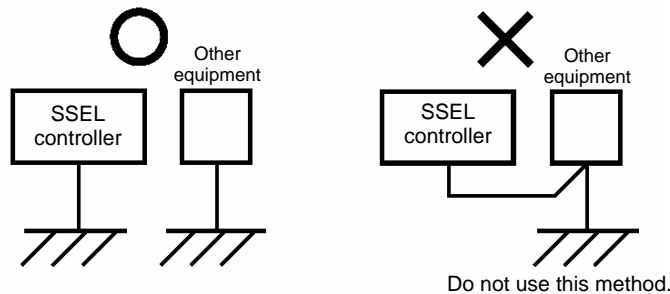 Other
equipment
SSEL
controller
Other
equipment
SSEL
controller
Do not use this method.